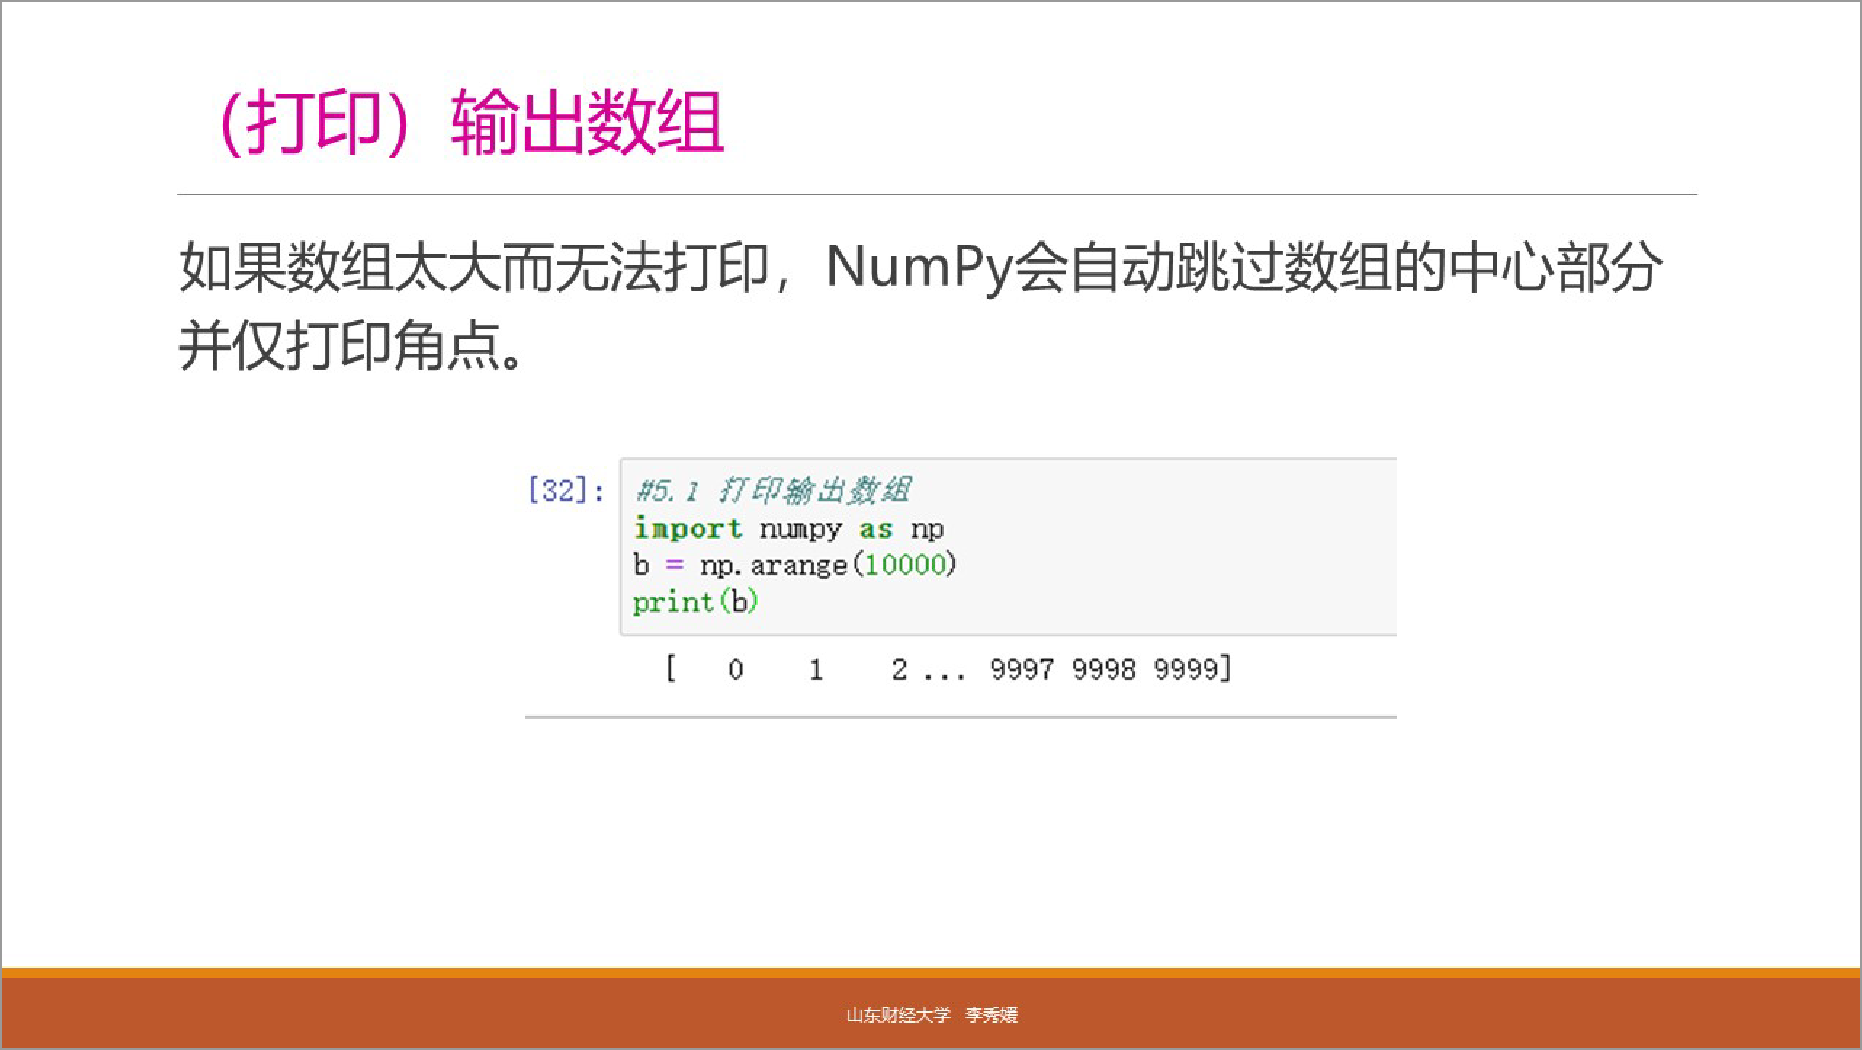 （打印）输出数组
如果数组太大而无法打印，NumPy会自动跳过数组的中心部分
并仅打印角点。
[32]: #5.1 打印输出数组
import numpy as np
b = np.arange(10000)
print(b)
[   0    1    2 ... 9997 9998 9999]
山东财经大学 李秀媛